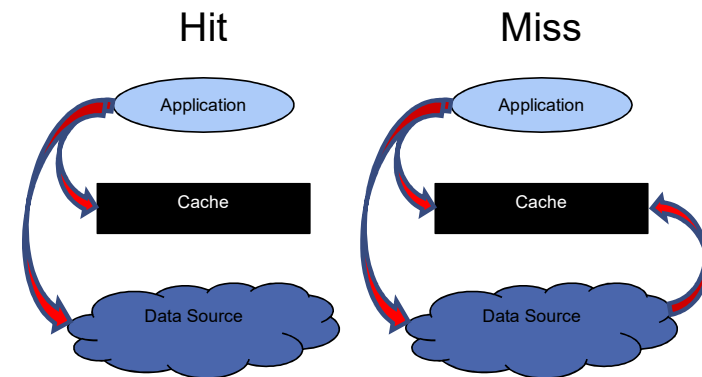 Hit
Miss
Application
Application
Cache
Cache
Data Source
Data Source